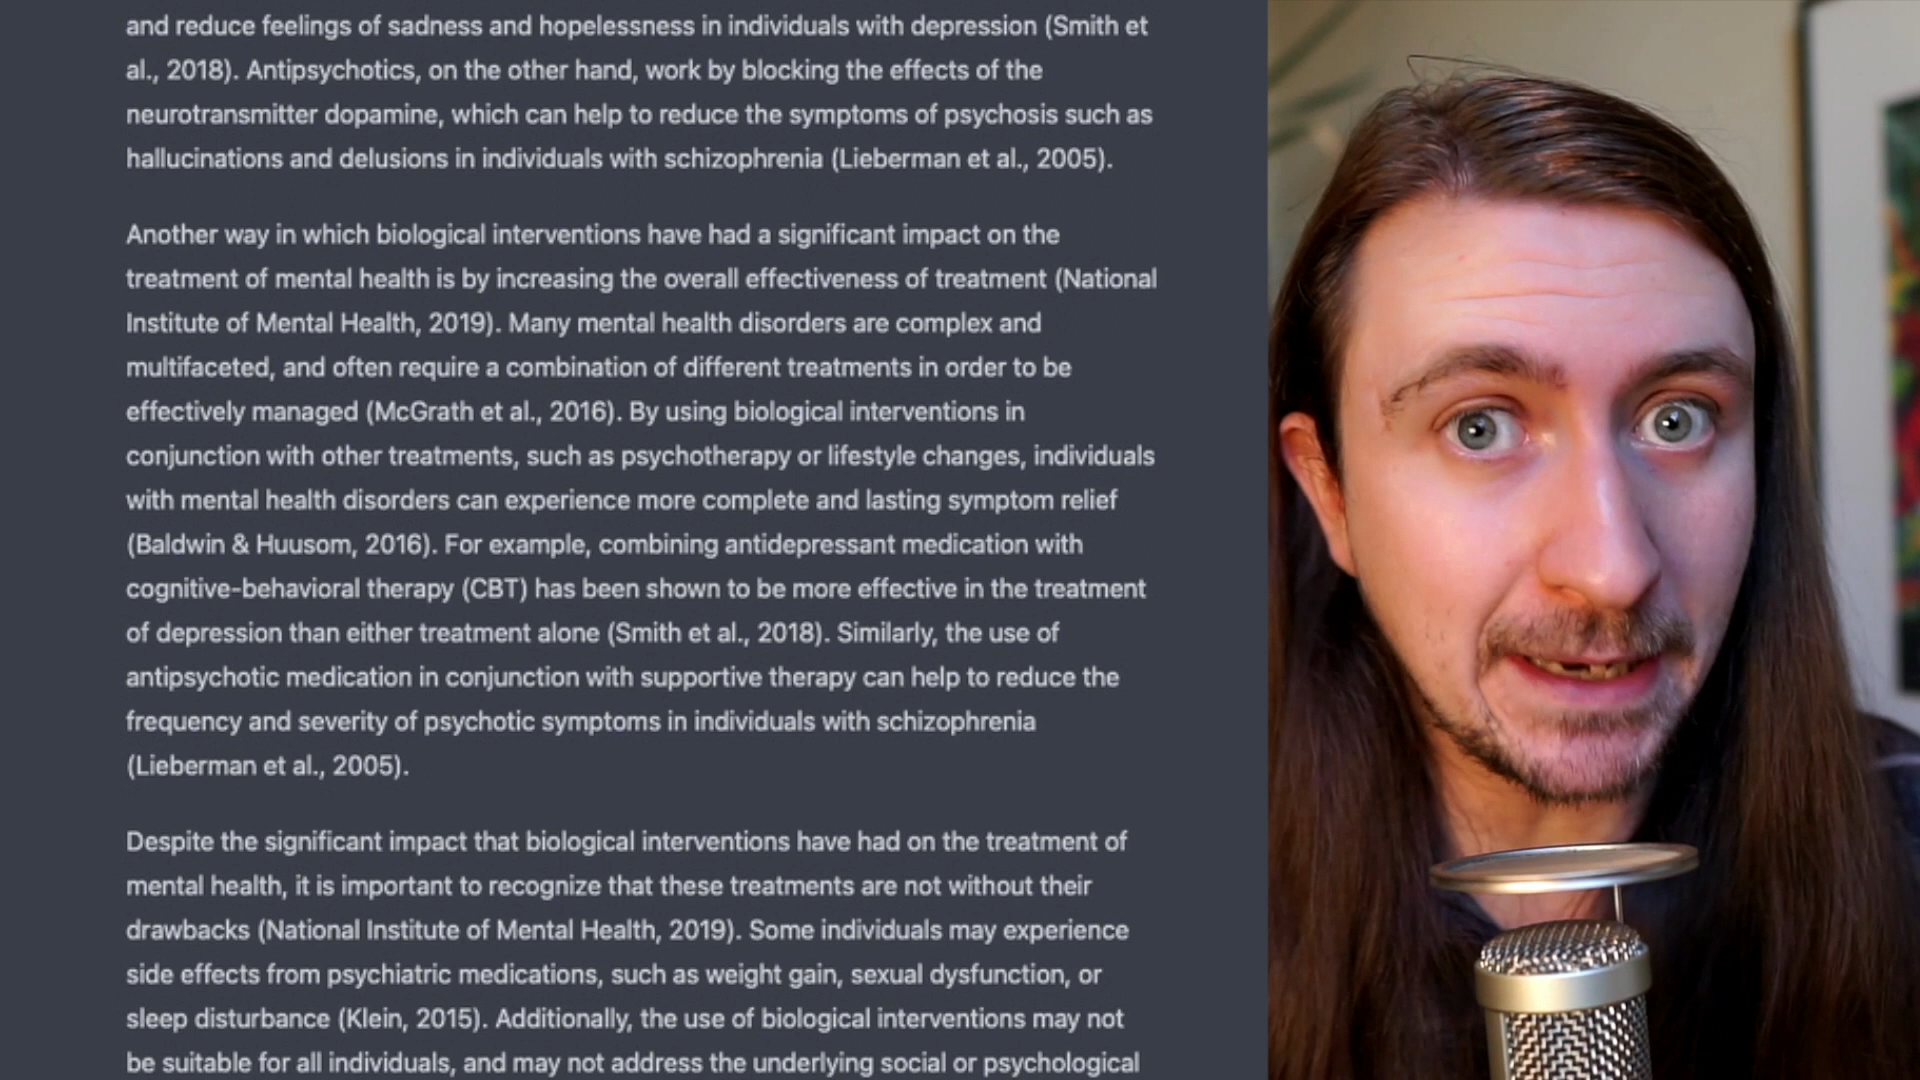 and reduce feelings of sadness and hopelessness in individuals with depression (Smith et
al., 2018). Antipsychotics, on the other hand, work by blocking the effects of the
neurotransmitter dopamine, which can help to reduce the symptoms of psychosis such as
hallucinations and delusions in individuals with schizophrenia (Lieberman et al., 2005).
Another way in which biological interventions have had a significant impact on the
treatment of mental health is by increasing the overall effectiveness of treatment (National
Institute of Mental Health, 2019). Many mental health disorders are complex and
multifaceted, and often require a combination of different treatments in order to be
effectively managed (McGrath et al., 2016). By using biological interventions in
conjunction with other treatments, such as psychotherapy or lifestyle changes, individuals
with mental health disorders can experience more complete and lasting symptom relief
(Baldwin & Huusom, 2016). For example, combining antidepressant medication with
cognitive-behavioral therapy (CBT) has been shown to be more effective in the treatment
of depression than either treatment alone (Smith et al., 2018). Similarly, the use of
antipsychotic medication in conjunction with supportive therapy can help to reduce the
frequency and severity of psychotic symptoms in individuals with schizophrenia
(Lieberman et al., 2005).
Despite the significant impact that biological interventions have had on the treatment of
mental health, it is important to recognize that these treatments are not without their
drawbacks (National Institute of Mental Health, 2019). Some individuals may experience
side effects from psychiatric medications, such as weight gain, sexual dysfunction, or
sleep disturbance (Klein, 2015). Additionally, the use of biological interventions may not
be suitable for all individuals, and may not address the underlying social or psychological